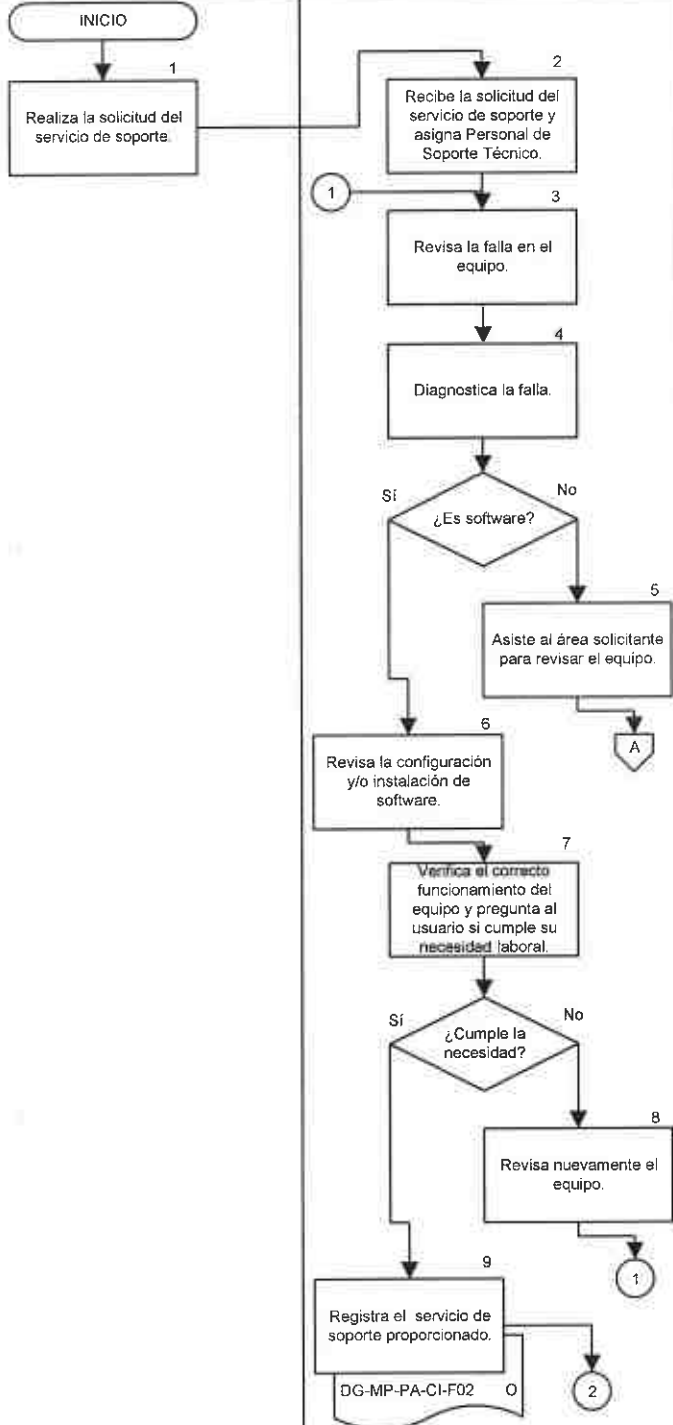 INICIO
1
Realiza la solicitud del
servicio de soporte.
2
Recibe la solicitud del
servicio de soporte y
asigna Personal de
Soporte Técnico.
1
3
Revisa la falla en el
equipo.
4
Diagnostica la falla.
Sí
¿Es software?
No
5
Asiste al área solicitante
para revisar el equipo.
A
6
Revisa la configuración
y/o instalación de
software.
7
Verifica el correcto
funcionamiento del
equipo y pregunta al
usuario si cumple su
necesidad laboral.
Sí
¿Cumple la
necesidad?
No
8
Revisa nuevamente el
equipo.
1
9
Registra el servicio de
soporte proporcionado.
DG-MP-PA-CI-F02 O
2